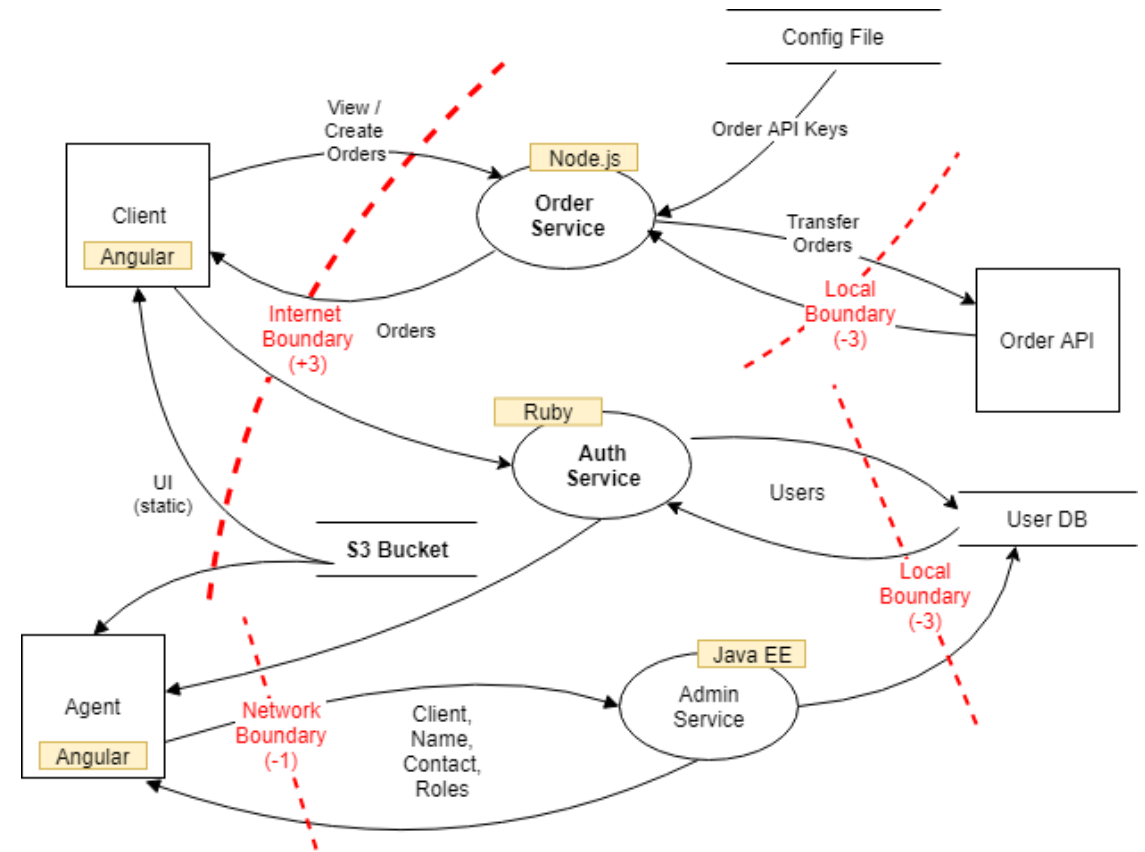 Config File
View /
Create
Orders
Order API Keys
Node.js
Order
Service
Client
Angular
Transfer
Orders
Local
Boundary
(-3)
Internet
Boundary
(+3)
Orders
Order API
Ruby
Auth
Service
UI
(static)
Users
User DB
S3 Bucket
Local
Boundary
(-3)
Java EE
Admin
Service
Agent
Angular
Network
Boundary
(-1)
Client,
Name,
Contact,
Roles